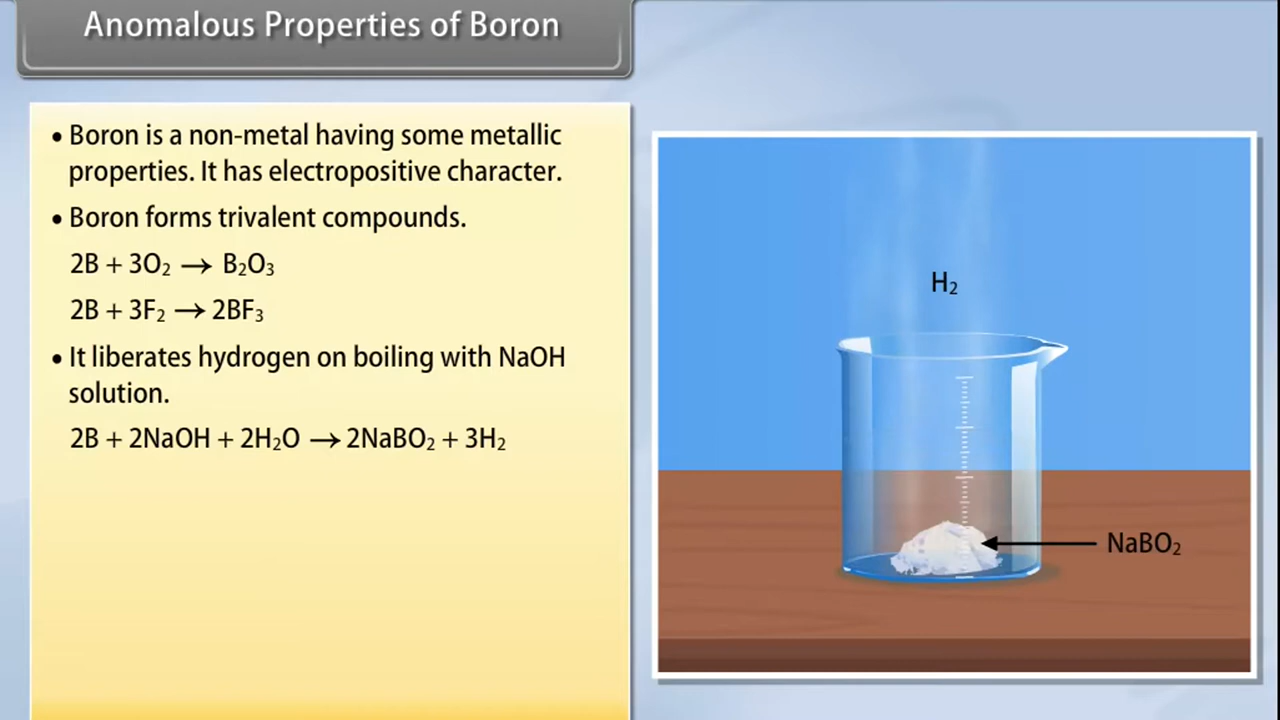 Anomalous Properties of Boron
• Boron is a non-metal having some metallic
properties. It has electropositive character.
• Boron forms trivalent compounds.
2B + 3O₂ → B₂O₃
2B + 3F₂ → 2BF₃
• It liberates hydrogen on boiling with NaOH
solution.
2B + 2NaOH + 2H₂O → 2NaBO₂ + 3H₂
H₂
NaBO₂